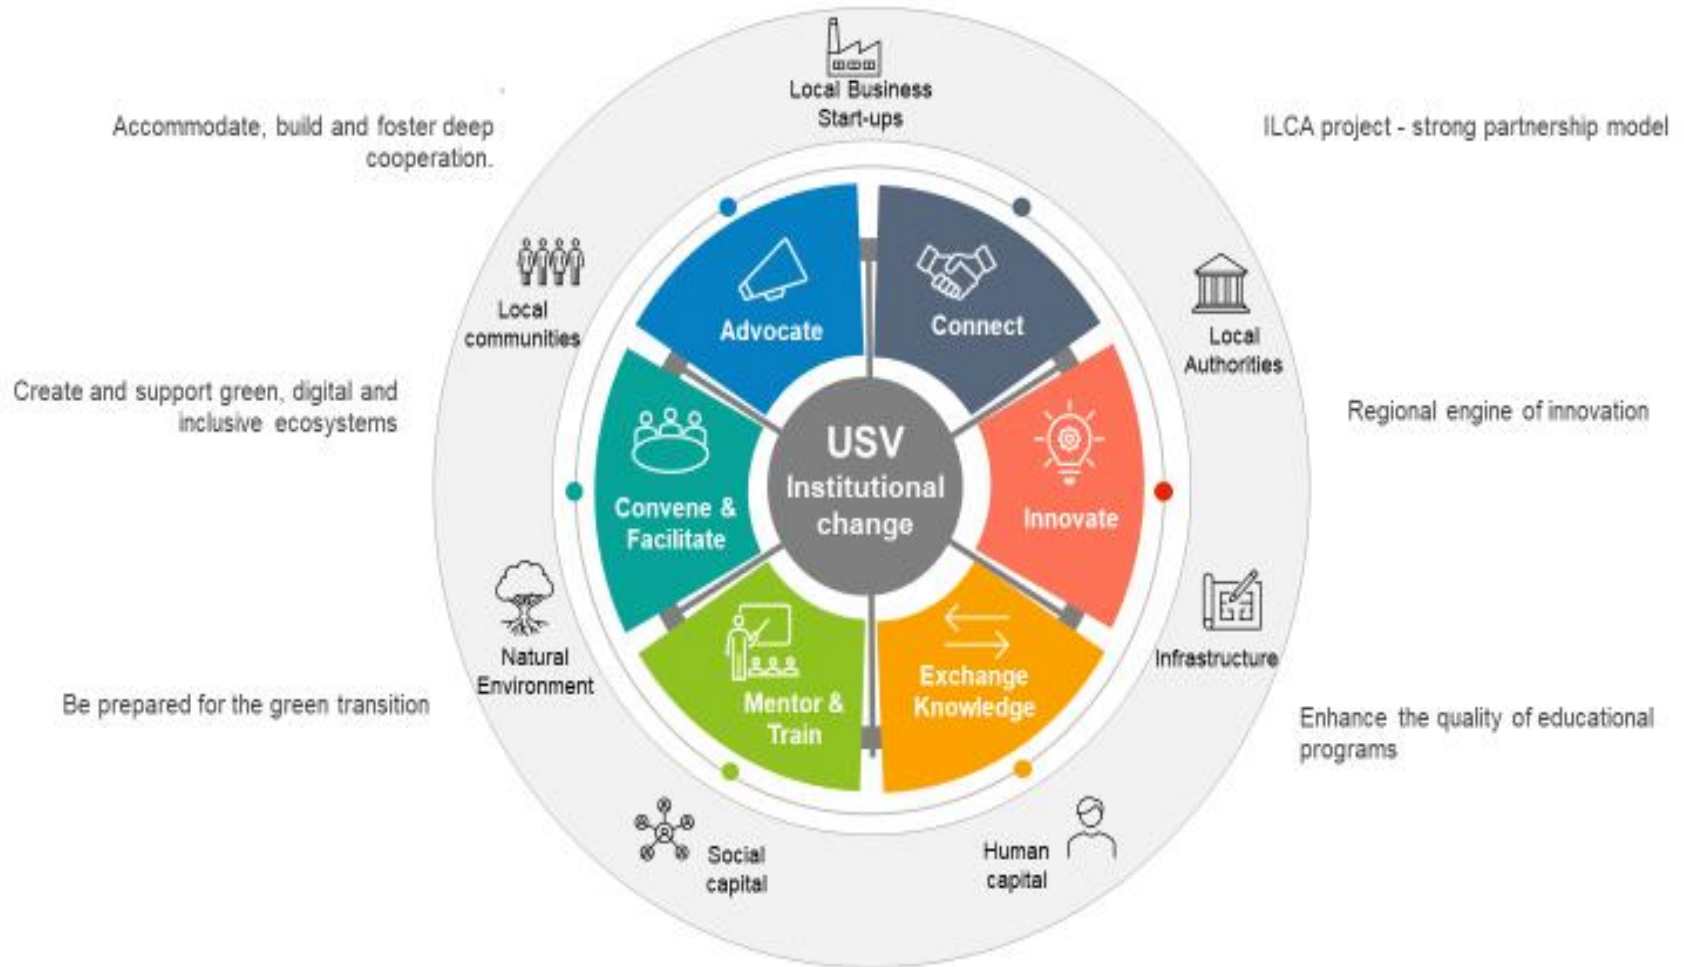 Local Business
Start-ups
Accommodate, build and foster deep
cooperation.
ILCA project - strong partnership model
Local
communities
Advocate
Connect
Local
Authorities
Create and support green, digital and
inclusive ecosystems
Regional engine of innovation
USV
Institutional
change
Convene &
Facilitate
Innovate
Natural
Environment
Infrastructure
Mentor &
Train
Exchange
Knowledge
Be prepared for the green transition
Enhance the quality of educational
programs
Social
capital
Human
capital